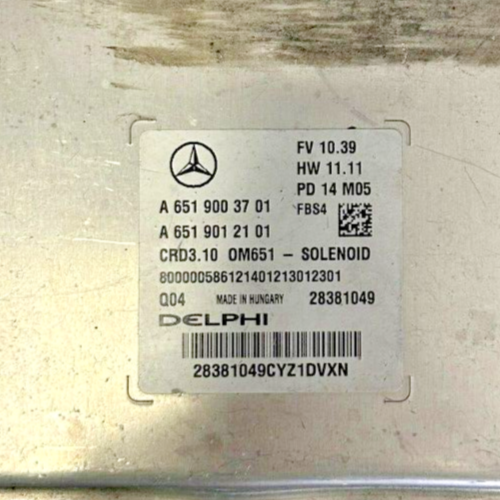 FV 10.39
HW 11.11
PD 14 M05
A 651 900 37 01 FBS4
A 651 901 21 01
CRD3.10 OM651 – SOLENOID
800000586121401213012301
Q04 MADE IN HUNGARY 28381049
DELPHI
28381049CYZ1DVXN